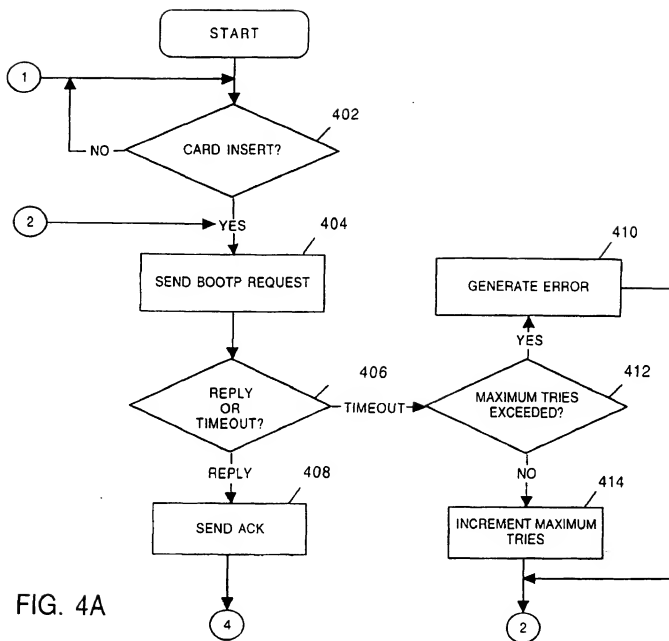 START
1
402
CARD INSERT?
NO
2
YES
404
SEND BOOTP REQUEST
410
GENERATE ERROR
YES
406
REPLY
OR
TIMEOUT?
TIMEOUT
412
MAXIMUM TRIES
EXCEEDED?
REPLY
NO
408
SEND ACK
414
INCREMENT MAXIMUM
TRIES
FIG. 4A
4
2